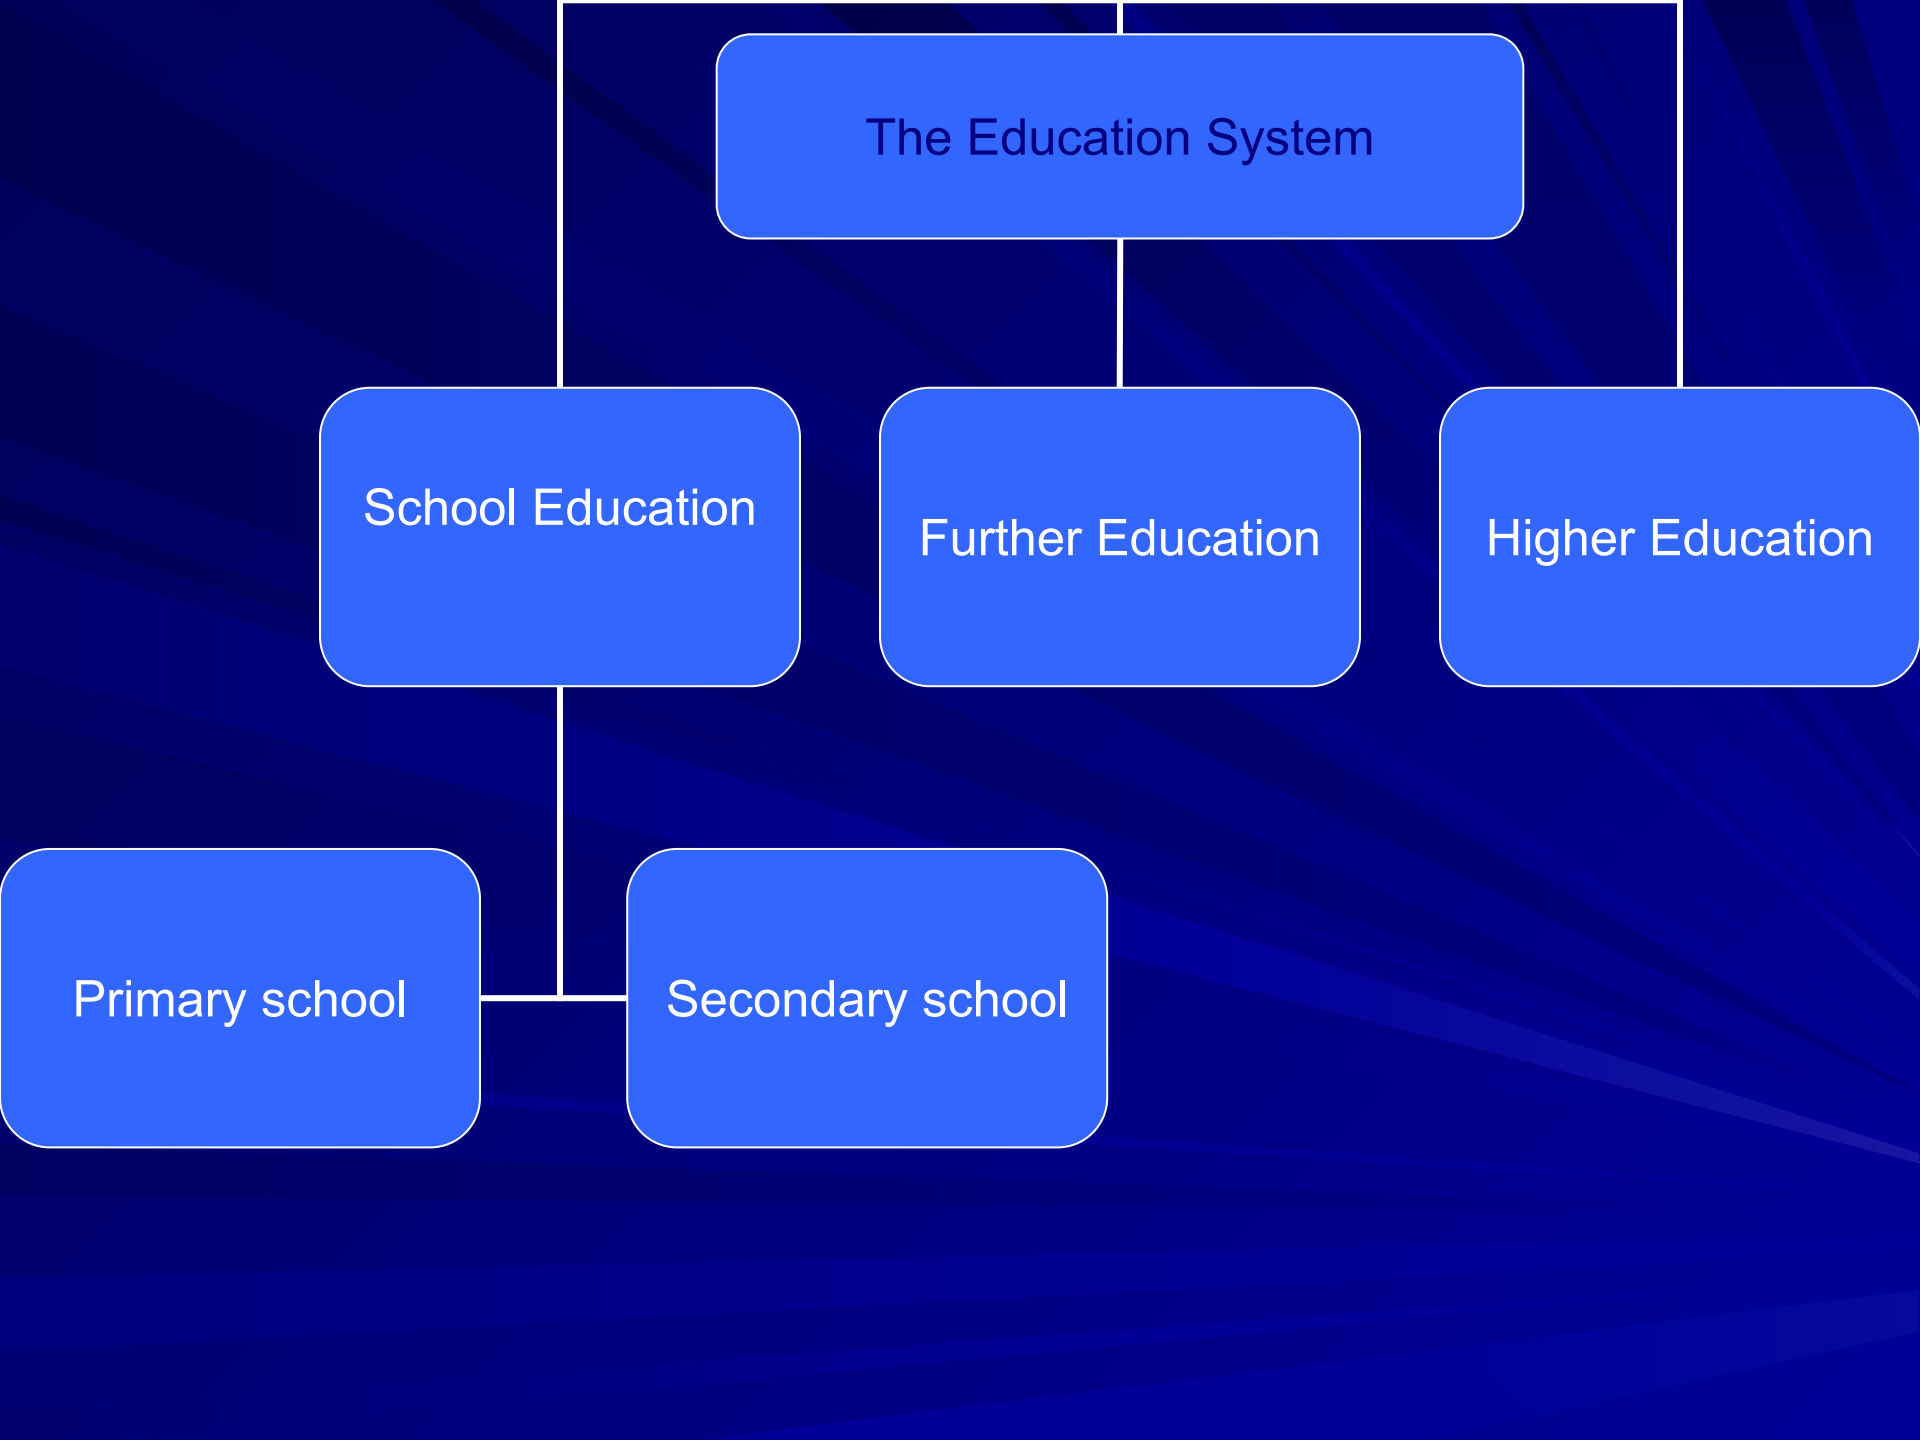 The Education System
School Education
Further Education
Higher Education
Primary school
Secondary school